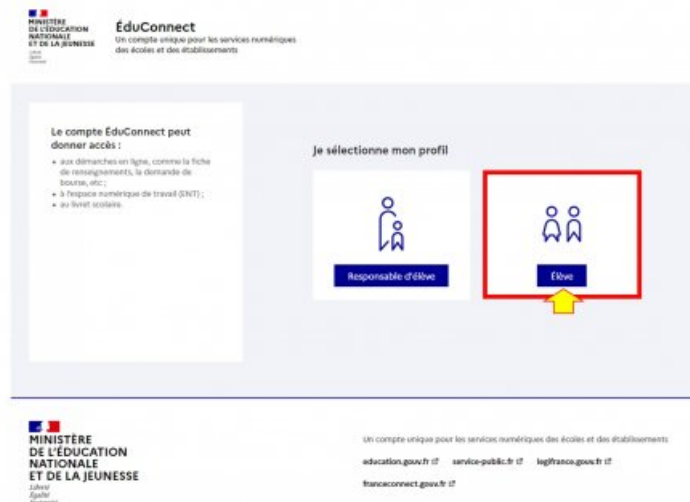 MINISTÈRE
DE L'ÉDUCATION
NATIONALE
ET DE LA JEUNESSE
Liberté
Égalité
Fraternité
ÉduConnect
Un compte unique pour les services numériques
des écoles et des établissements
Le compte ÉduConnect peut
donner accès :
• aux démarches en ligne, comme la fiche
de renseignements, la demande de
bourse, etc ;
• à l'espace numérique de travail (ENT) ;
• au livret scolaire.
Je sélectionne mon profil
Responsable d'élève
Élève
MINISTÈRE
DE L'ÉDUCATION
NATIONALE
ET DE LA JEUNESSE
Liberté
Égalité
Un compte unique pour les services numériques des écoles et des établissements
education.gouv.fr service-public.fr legifrance.gouv.fr
franceconnect.gouv.fr